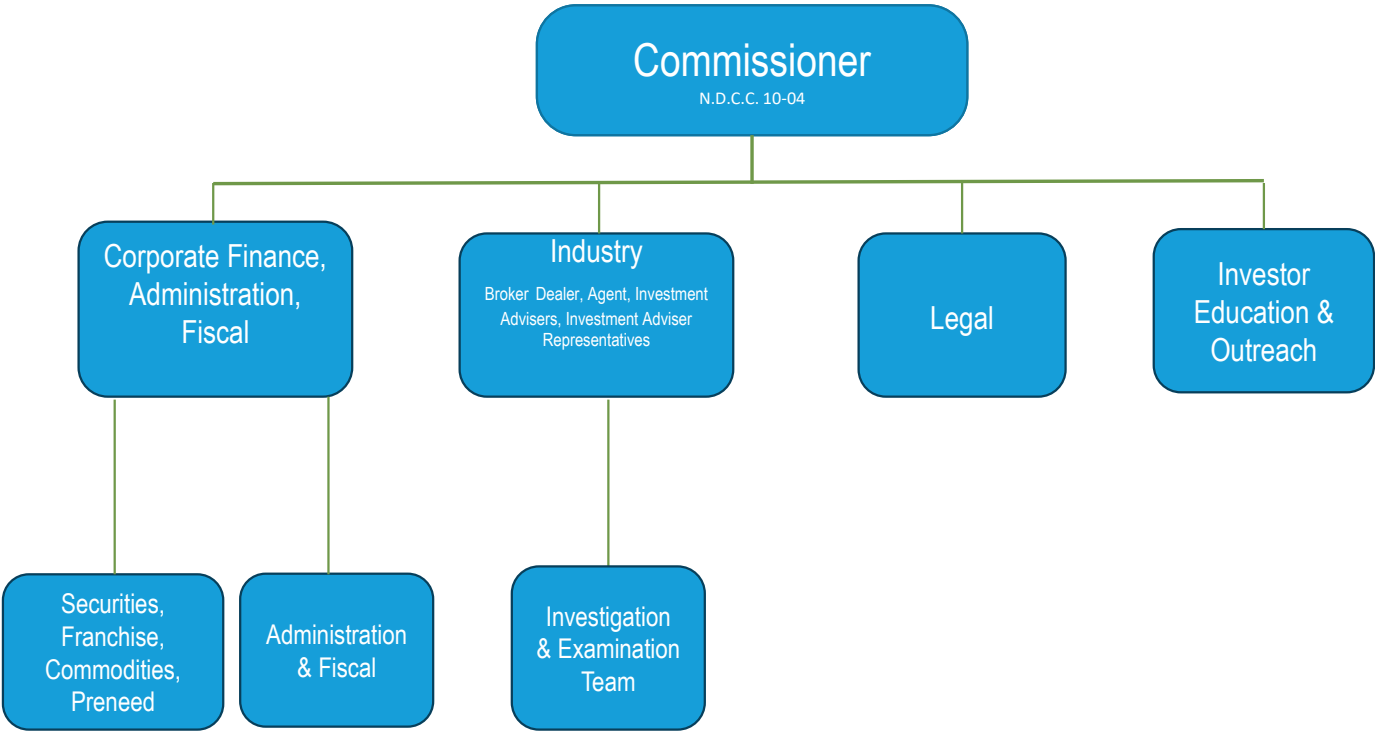 Commissioner
N.D.C.C. 10-04
Corporate Finance,
Administration,
Fiscal
Industry
Broker Dealer, Agent, Investment
Advisers, Investment Adviser
Representatives
Legal
Investor
Education &
Outreach
Securities,
Franchise,
Commodities,
Preneed
Administration
& Fiscal
Investigation
& Examination
Team